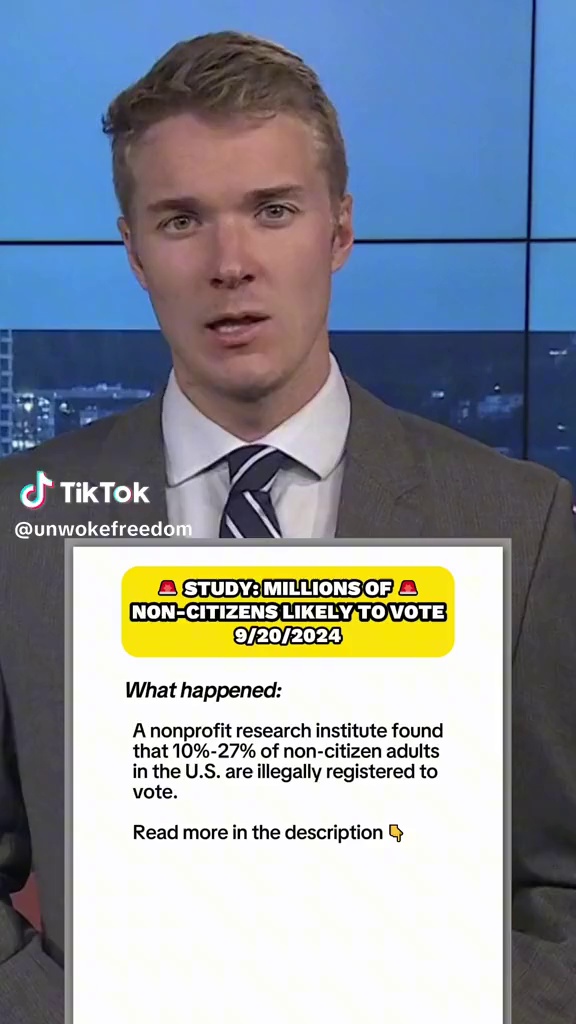 TikTok
@unwokefreedom
🚨 STUDY: MILLIONS OF 🚨
NON-CITIZENS LIKELY TO VOTE
9/20/2024
What happened:
A nonprofit research institute found
that 10%-27% of non-citizen adults
in the U.S. are illegally registered to
vote.
Read more in the description 👇